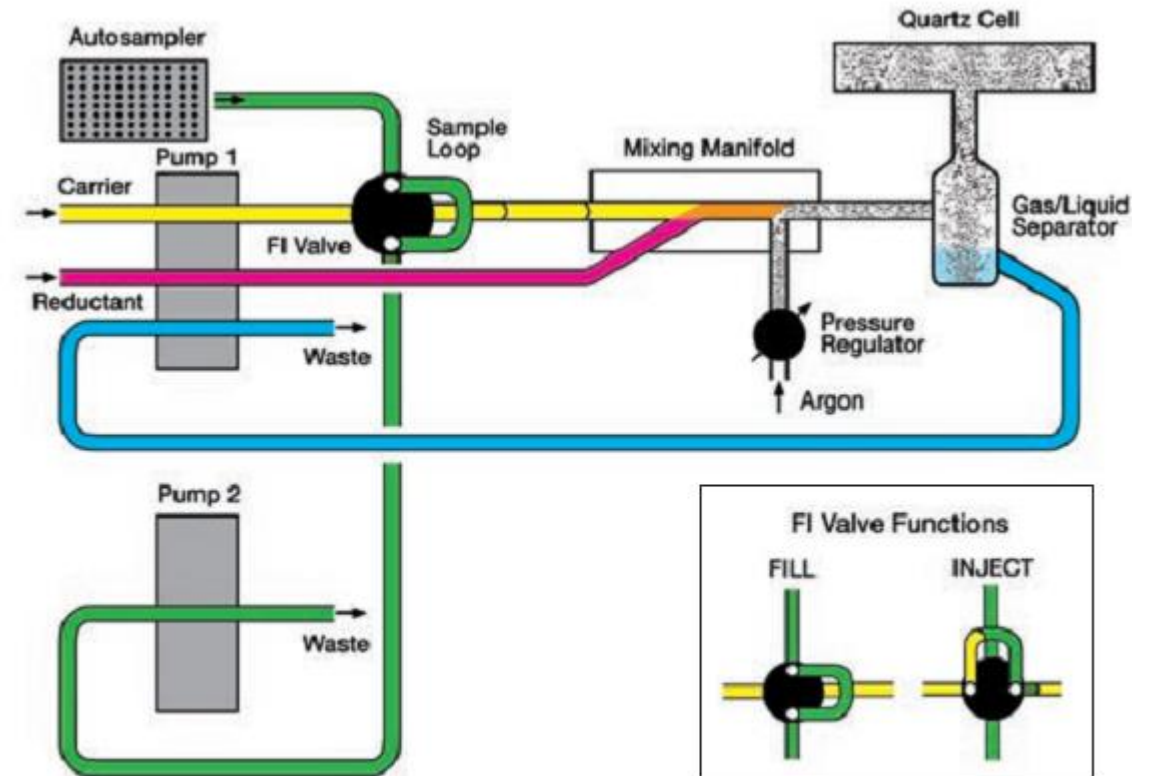 Quartz Cell
Autosampler
Sample
Loop
Pump 1
Mixing Manifold
Carrier
FI Valve
Gas/Liquid
Separator
Reductant
Waste
Pressure
Regulator
Argon
Pump 2
Waste
FI Valve Functions
FILL
INJECT